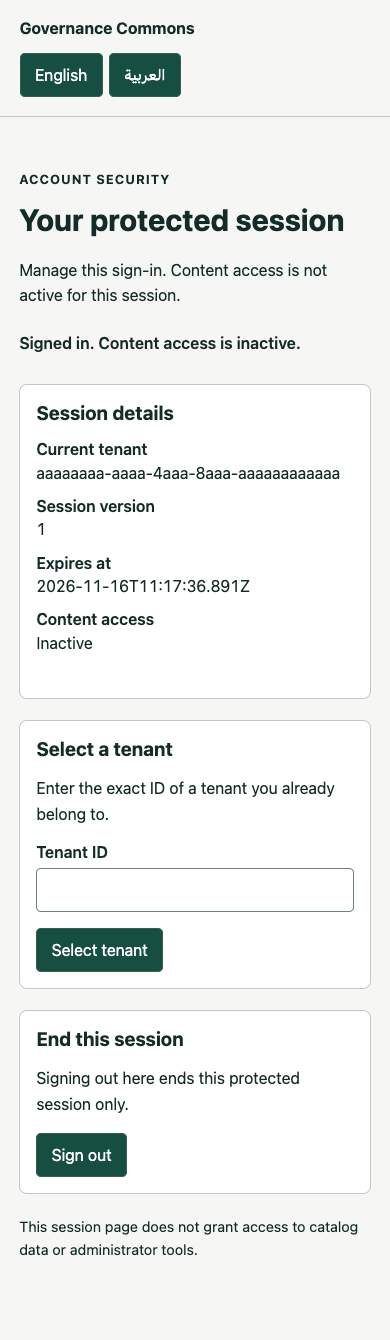 Governance Commons
English
العربية
ACCOUNT SECURITY
Your protected session
Manage this sign-in. Content access is not
active for this session.
Signed in. Content access is inactive.
Session details
Current tenant
aaaaaaaa-aaaa-4aaa-8aaa-aaaaaaaaaaaa
Session version
1
Expires at
2026-11-16T11:17:36.891Z
Content access
Inactive
Select a tenant
Enter the exact ID of a tenant you already
belong to.
Tenant ID
Select tenant
End this session
Signing out here ends this protected
session only.
Sign out
This session page does not grant access to catalog
data or administrator tools.